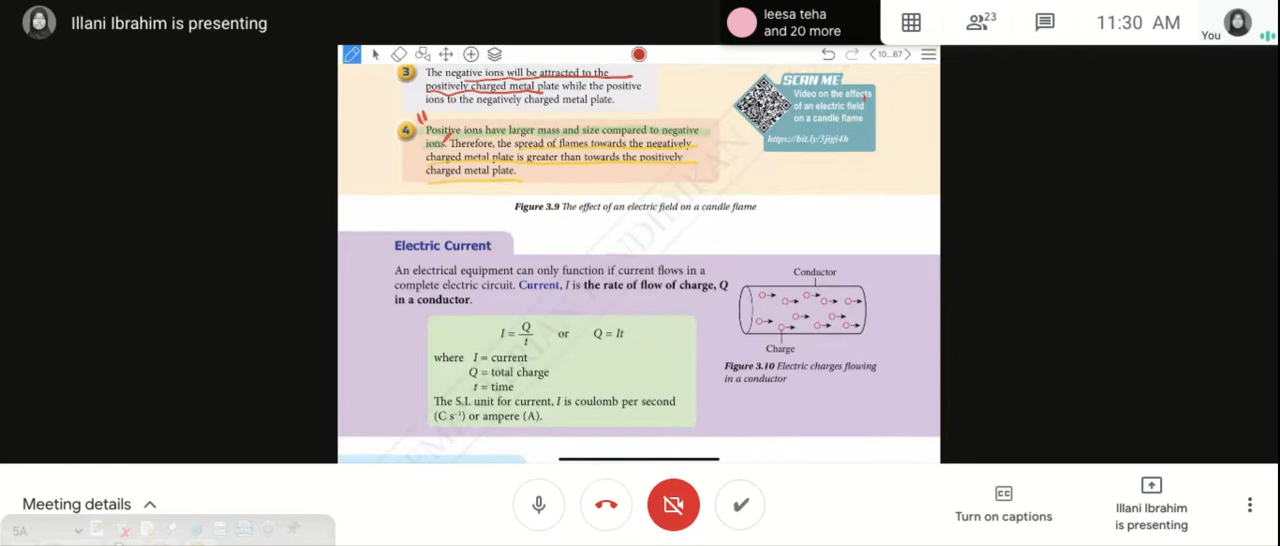 Illani Ibrahim is presenting
leesa teha
and 20 more
23
11:30 AM
You
<10...67>
3 The negative ions will be attracted to the
positively charged metal plate while the positive
ions to the negatively charged metal plate.
4 Positive ions have larger mass and size compared to negative
ions. Therefore, the spread of flames towards the negatively
charged metal plate is greater than towards the positively
charged metal plate.
SCAN ME
Video on the effects
of an electric field
on a candle flame
https://bit.ly/3jigi4h
Figure 3.9 The effect of an electric field on a candle flame
Electric Current
An electrical equipment can only function if current flows in a
complete electric circuit. Current, I is the rate of flow of charge, Q
in a conductor.
I = Q/t or Q = It
where I = current
Q = total charge
t = time
The S.I. unit for current, I is coulomb per second
(C s⁻¹) or ampere (A).
Conductor
Charge
Figure 3.10 Electric charges flowing
in a conductor
Meeting details
CC
Turn on captions
Illani Ibrahim
is presenting
5A